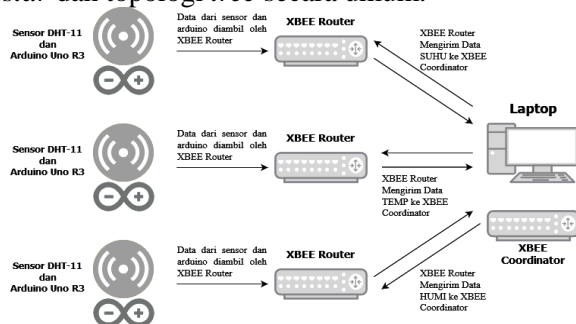 star dan topologi tree secara umum.
Sensor DHT-11
dan
Arduino Uno R3
Data dari sensor dan
arduino diambil oleh
XBEE Router
XBEE Router
XBEE Router
Mengirim Data
SUHU ke XBEE
Coordinator
Laptop
Sensor DHT-11
dan
Arduino Uno R3
Data dari sensor dan
arduino diambil oleh
XBEE Router
XBEE Router
XBEE Router
Mengirim Data
TEMP ke XBEE
Coordinator
XBEE
Coordinator
Sensor DHT-11
dan
Arduino Uno R3
Data dari sensor dan
arduino diambil oleh
XBEE Router
XBEE Router
XBEE Router
Mengirim Data
HUMI ke XBEE
Coordinator